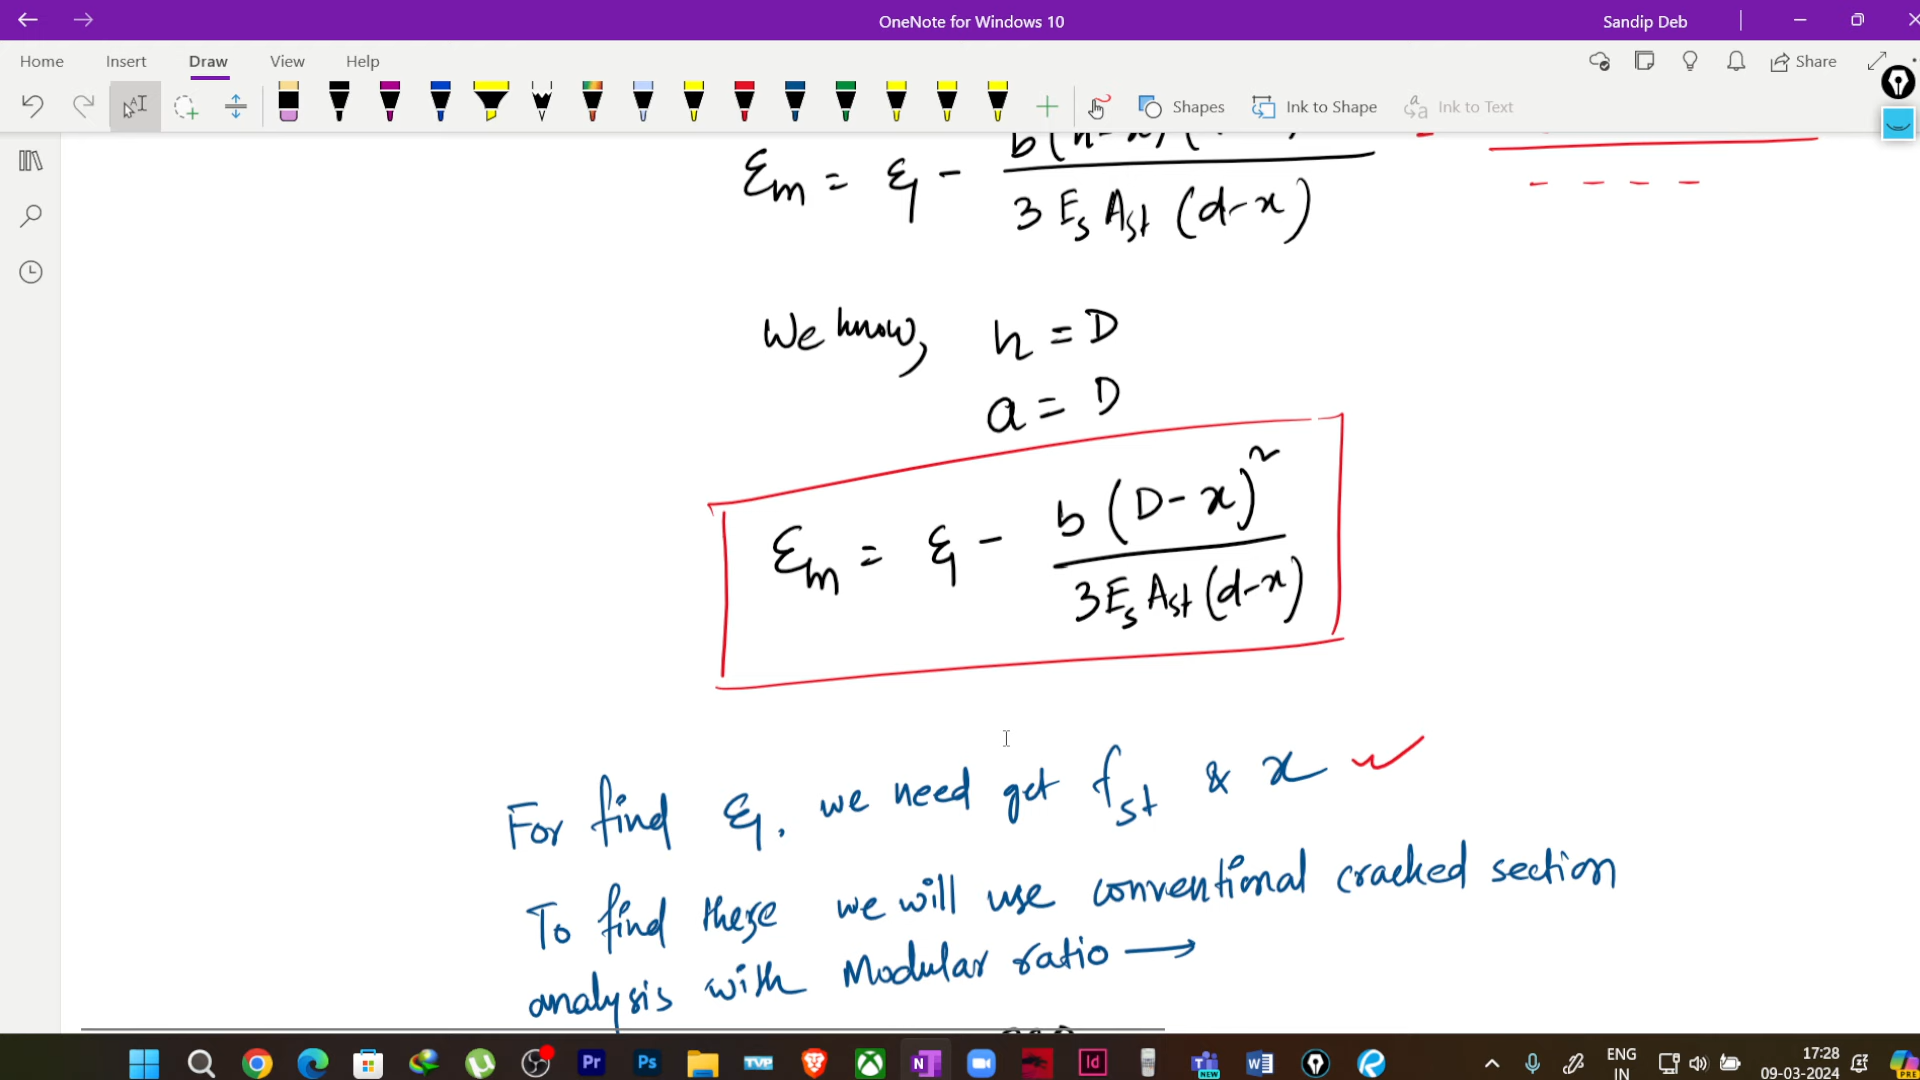 OneNote for Windows 10
Sandip Deb
Home Insert Draw View Help
Share
Shapes Ink to Shape Ink to Text
εm = ε1 -
3 Es Ast (d-x)
We know, h = D
a = D
εm = ε1 - b(D-x)² / 3Es Ast (d-x)
For find ε1, we need get fst & x
To find these we will use conventional cracked section
analysis with Modular ratio →
ENG
IN
17:28
09-03-2024